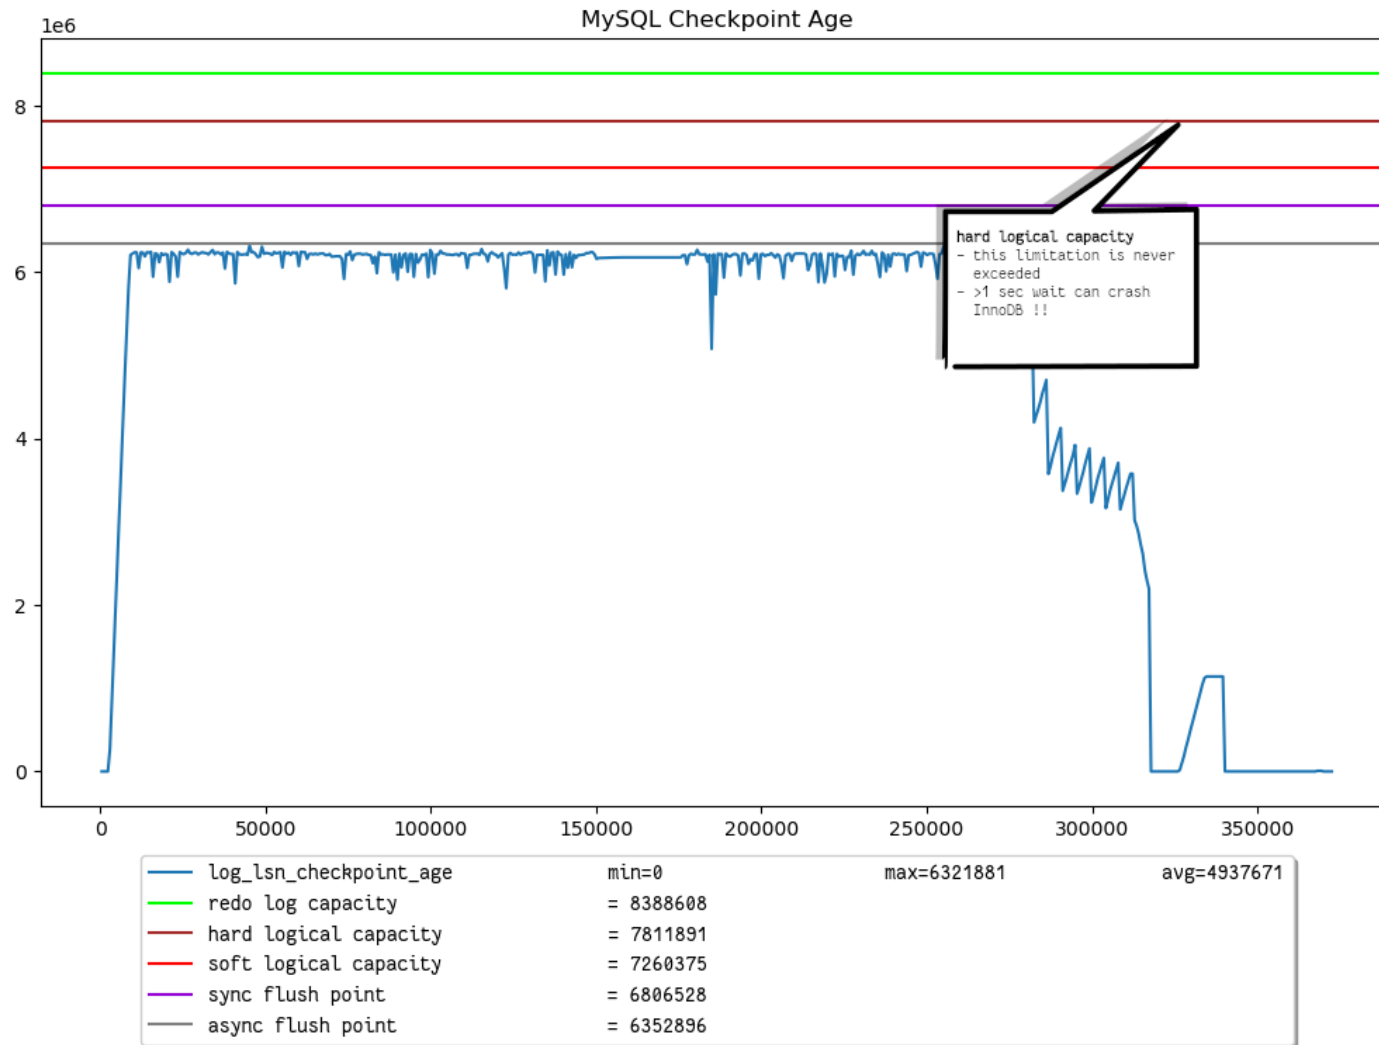 MySQL Checkpoint Age
1e6
8
6
4
2
0
hard logical capacity
- this limitation is never
exceeded
- >1 sec wait can crash
InnoDB !!
0 50000 100000 150000 200000 250000 300000 350000
log_lsn_checkpoint_age min=0 max=6321881 avg=4937671
redo log capacity = 8388608
hard logical capacity = 7811891
soft logical capacity = 7260375
sync flush point = 6806528
async flush point = 6352896